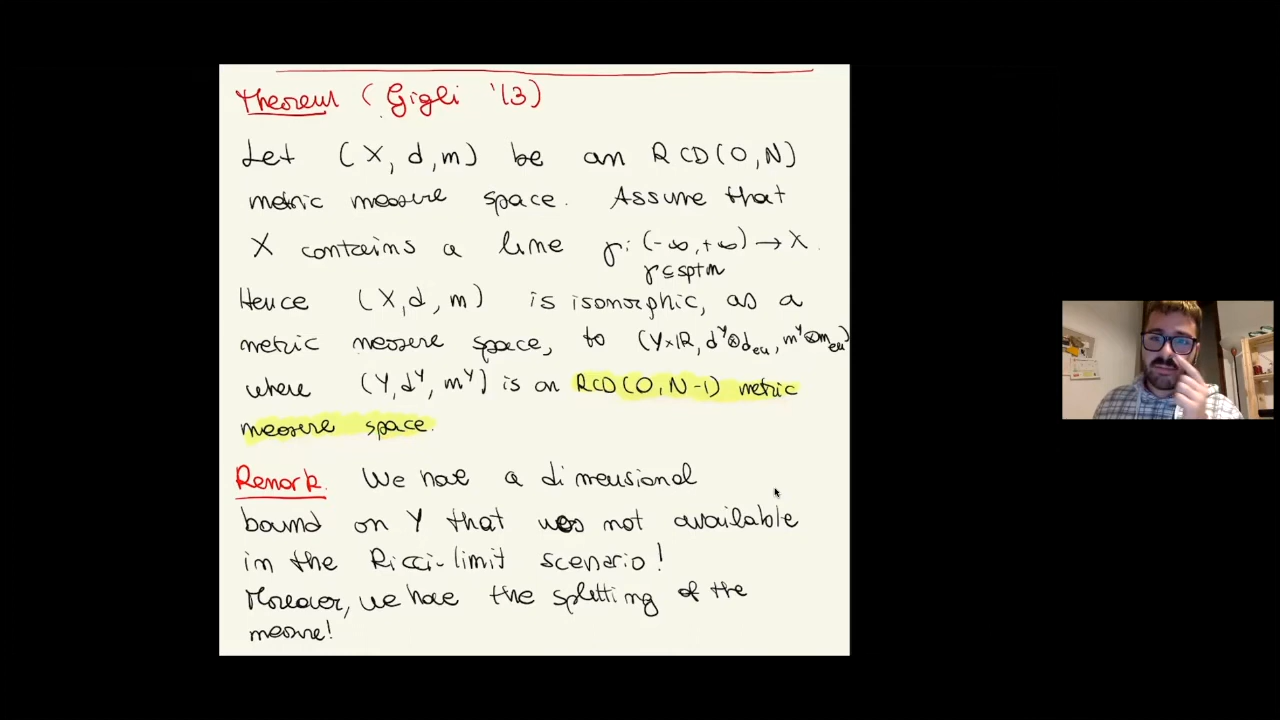 Theorem (Gigli '13)
Let (X, d, m) be an RCD(0, N)
metric measure space. Assume that
X contains a line γ: (-∞, +∞) → X.
γ ⊆ spt m
Hence (X, d, m) is isomorphic, as a
metric measure space, to (Y×ℝ, d^Y⊗d_eu, m^Y⊗m_eu)
where (Y, d^Y, m^Y) is an RCD(0, N-1) metric
measure space.
Remark. We have a dimensional
bound on Y that was not available
in the Ricci-limit scenario!
Moreover, we have the splitting of the
measure!